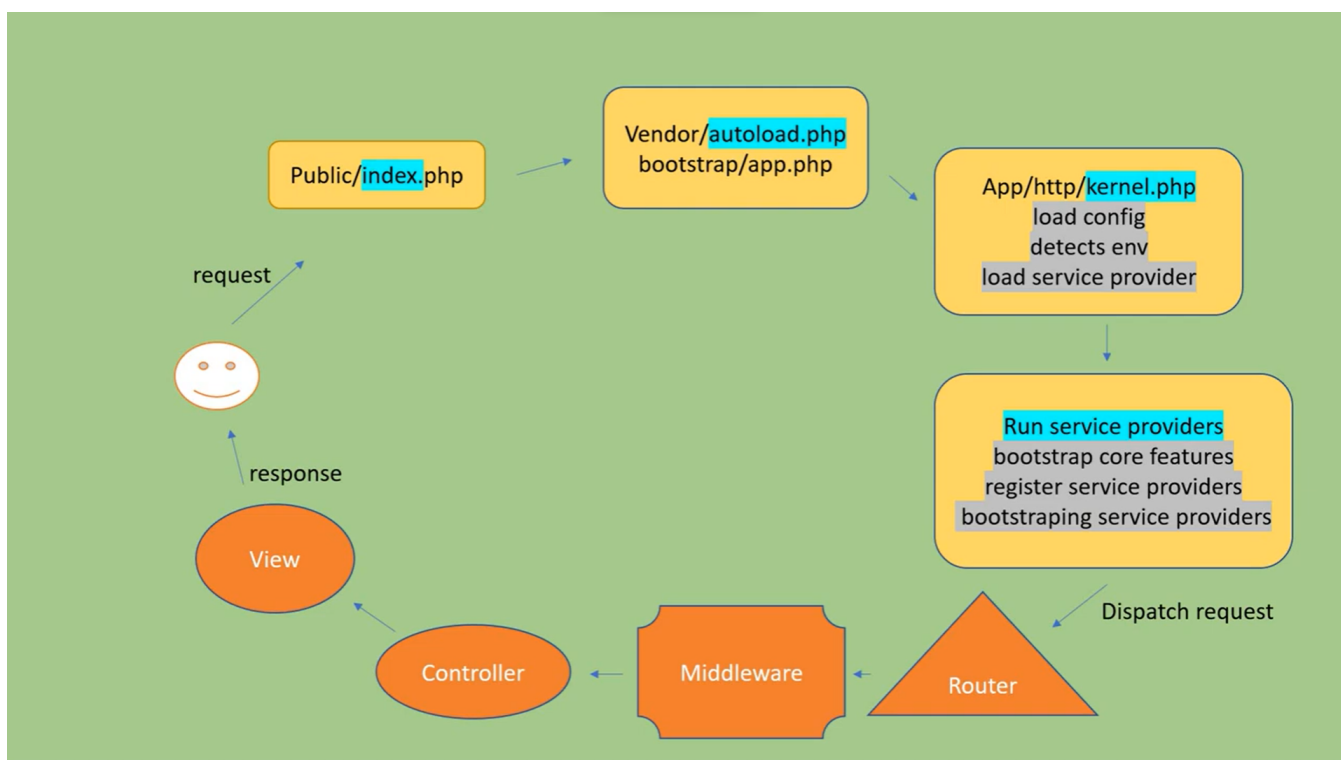 Public/index.php
Vendor/autoload.php
bootstrap/app.php
App/http/kernel.php
load config
detects env
load service provider
request
Run service providers
bootstrap core features
register service providers
bootstraping service providers
response
View
Dispatch request
Controller
Middleware
Router